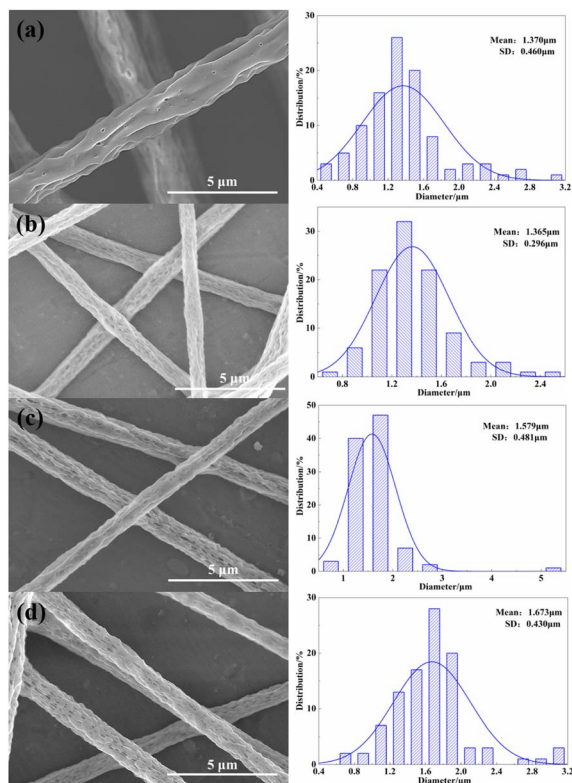 (a)
5 µm
Distribution/%
30
20
10
0
Mean：1.370µm
SD：0.460µm
0.4 0.8 1.2 1.6 2.0 2.4 2.8 3.2
Diameter/µm
(b)
5 µm
Distribution/%
30
20
10
0
Mean：1.365µm
SD：0.296µm
0.8 1.2 1.6 2.0 2.4
Diameter/µm
(c)
5 µm
Distribution/%
50
40
30
20
10
0
Mean：1.579µm
SD：0.481µm
1 2 3 4 5
Diameter/µm
(d)
5 µm
Distribution/%
30
20
10
0
Mean：1.673µm
SD：0.430µm
0.4 0.8 1.2 1.6 2.0 2.4 2.8 3.2
Diameter/µm